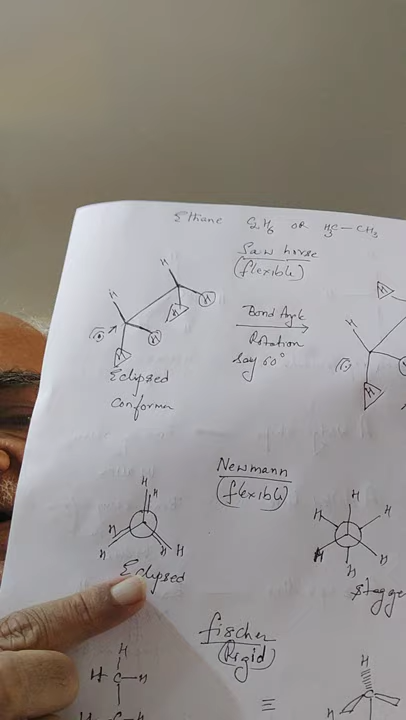 Ethane C2H6 OR H3C-CH3
Saw horse
(flexible)
H H
H H
H H
Bond Angle
Rotation
say 60°
Eclipsed
conformer
H
H
H
Newmann
(flexible)
H
H
H H H
Eclipsed
H
H H
H H
H
Stagge
fischer
(Rigid)
H
H-C-H
H-C-H
≡
H
C
H